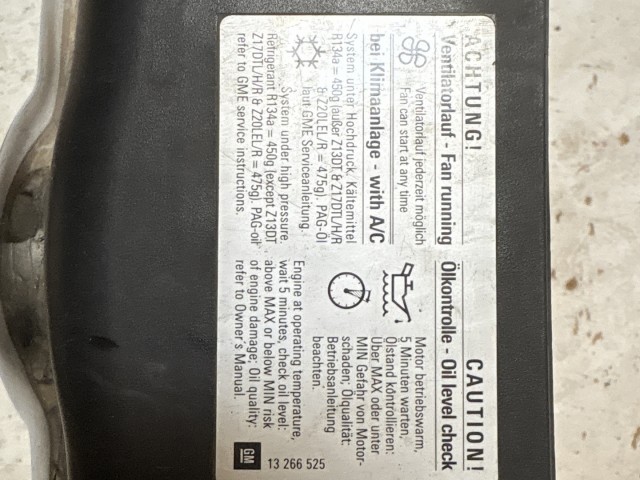 ACHTUNG!
CAUTION!
Ventilatorlauf - Fan running
Ventilatorlauf jederzeit möglich
Fan can start at any time
bei Klimaanlage - with A/C
System unter Hochdruck, Kältemittel
R134a = 450g (außer Z13DT & Z17DTL/H/R
& Z20LEL/R = 475g). PAG-Öl
laut GME Serviceanleitung.
System under high pressure,
Refrigerant R134a = 450g (except Z13DT
Z17DTL/H/R & Z20LEL/R = 475g). PAG-oil
refer to GME service instructions.
Ölkontrolle - Oil level check
Motor betriebswarm,
5 Minuten warten,
Ölstand kontrollieren:
Über MAX oder unter
MIN Gefahr von Motor-
schaden; Ölqualität:
Betriebsanleitung
beachten.
Engine at operating temperature,
wait 5 minutes, check oil level:
above MAX or below MIN risk
of engine damage; Oil quality:
refer to Owner's Manual.
GM 13 266 525